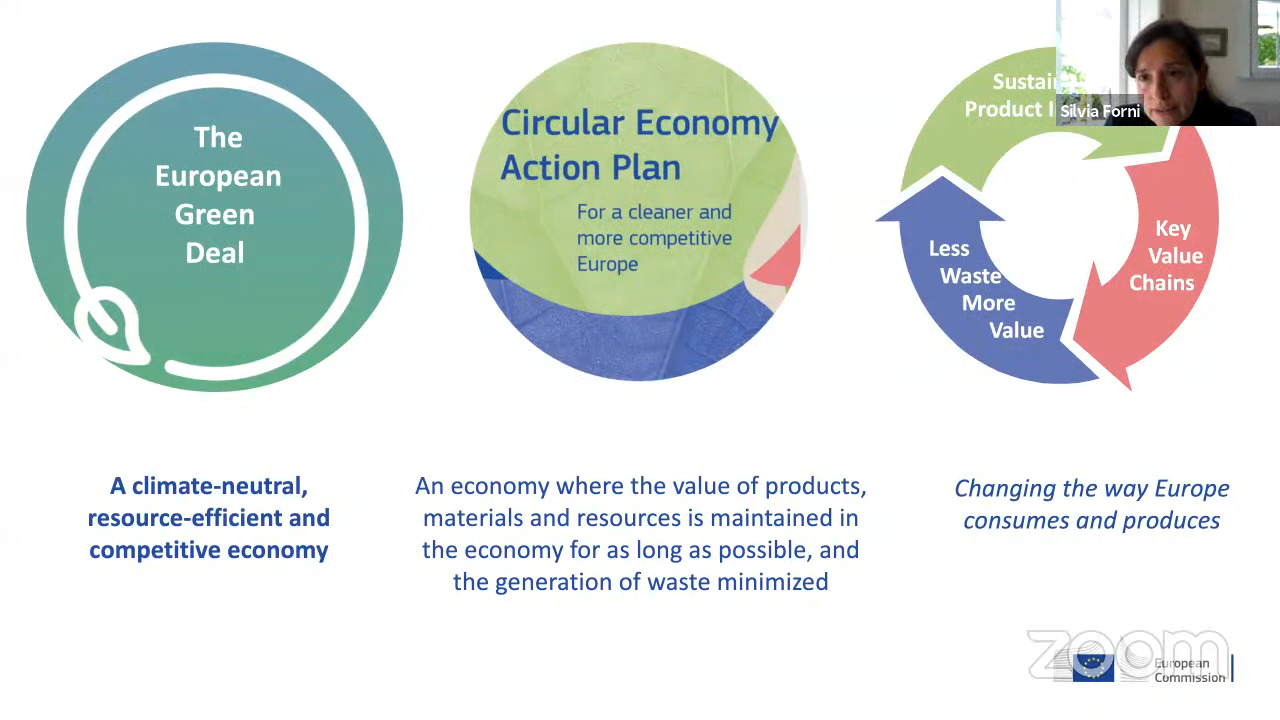 The
European
Green
Deal
Circular Economy
Action Plan
For a cleaner and
more competitive
Europe
Product
Silvia Forni
Key
Value
Chains
Less
Waste
More
Value
A climate-neutral,
resource-efficient and
competitive economy
An economy where the value of products,
materials and resources is maintained in
the economy for as long as possible, and
the generation of waste minimized
Changing the way Europe
consumes and produces
zoom
European
Commission